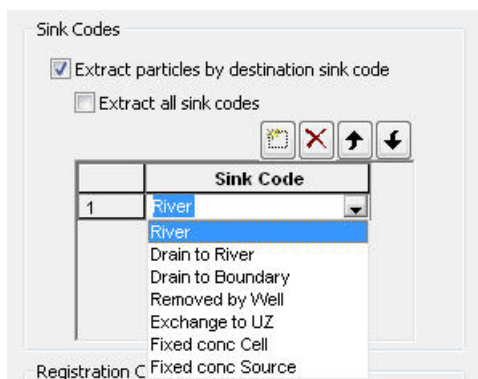 Sink Codes
Extract particles by destination sink code
Extract all sink codes
Sink Code
1 River
River
Drain to River
Drain to Boundary
Removed by Well
Exchange to UZ
Fixed conc Cell
Registration C Fixed conc Source